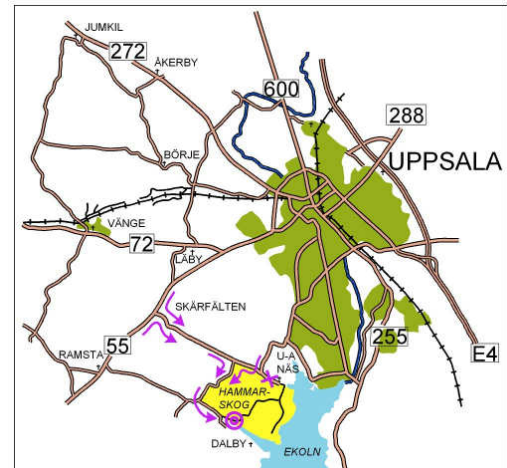 JUMKIL
272
ÅKERBY
600
288
UPPSALA
BÖRJE
VÄNGE
72
LÄBY
SKÄRFÄLTEN
55
255
RAMSTA
U-A
NÄS
E4
HAMMAR-
SKOG
DALBY
EKOLN